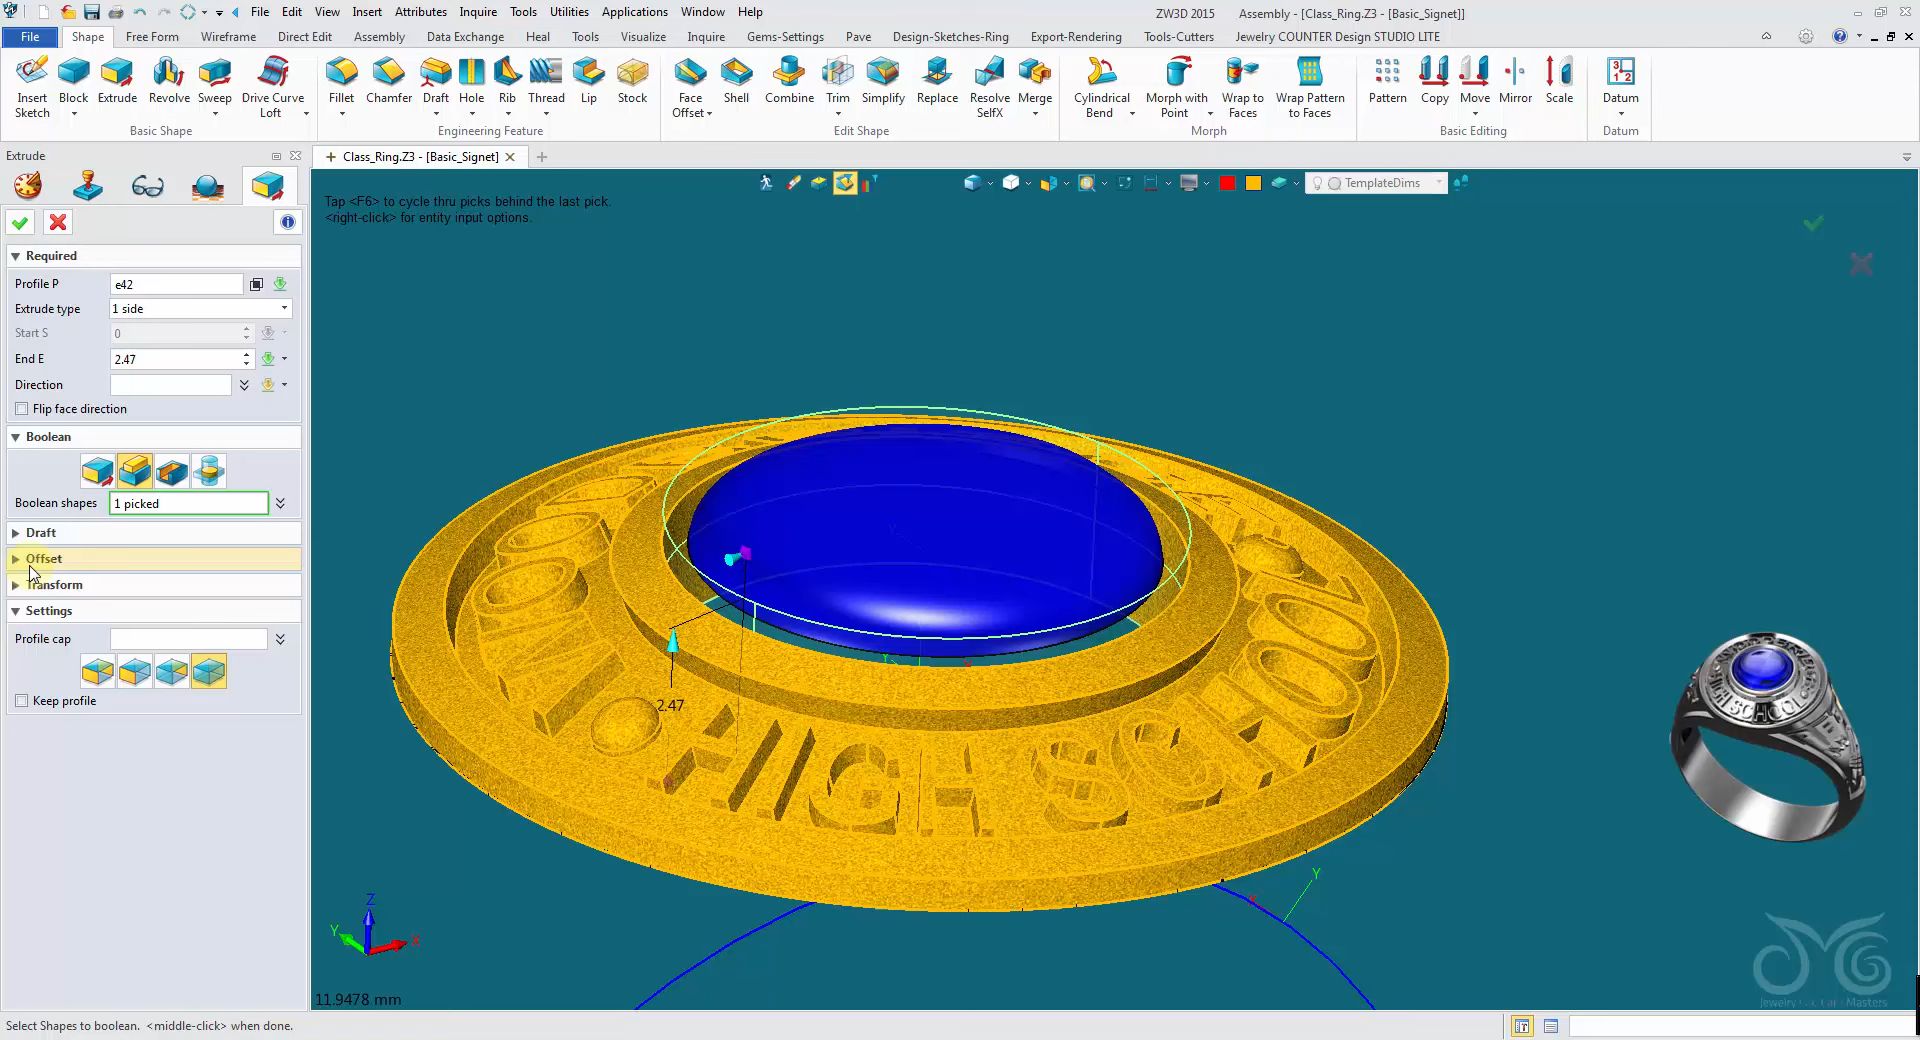 File Edit View Insert Attributes Inquire Tools Utilities Applications Window Help
ZW3D 2015 Assembly - [Class_Ring.Z3 - [Basic_Signet]]
File Shape Free Form Wireframe Direct Edit Assembly Data Exchange Heal Tools Visualize Inquire Gems-Settings Pave Design-Sketches-Ring Export-Rendering Tools-Cutters Jewelry COUNTER Design STUDIO LITE
Insert Sketch
Block
Extrude
Revolve
Sweep
Drive Curve Loft
Basic Shape
Fillet
Chamfer
Draft
Hole
Rib
Thread
Lip
Stock
Engineering Feature
Face Offset
Shell
Combine
Trim
Simplify
Replace
Resolve SelfX
Merge
Edit Shape
Cylindrical Bend
Morph with Point
Wrap to Faces
Wrap Pattern to Faces
Morph
Pattern
Copy
Move
Mirror
Scale
Basic Editing
Datum
Datum
Extrude
Class_Ring.Z3 - [Basic_Signet]
Tap <F6> to cycle thru picks behind the last pick.
<right-click> for entity input options.
TemplateDims
Required
Profile P e42
Extrude type 1 side
Start S 0
End E 2.47
Direction
Flip face direction
Boolean
Boolean shapes 1 picked
Draft
Offset
Transform
Settings
Profile cap
Keep profile
2.47
HIGH SCHOOL
HIGH SCHOOL
Z
Y
X
Y
11.9478 mm
Select Shapes to boolean. <middle-click> when done.